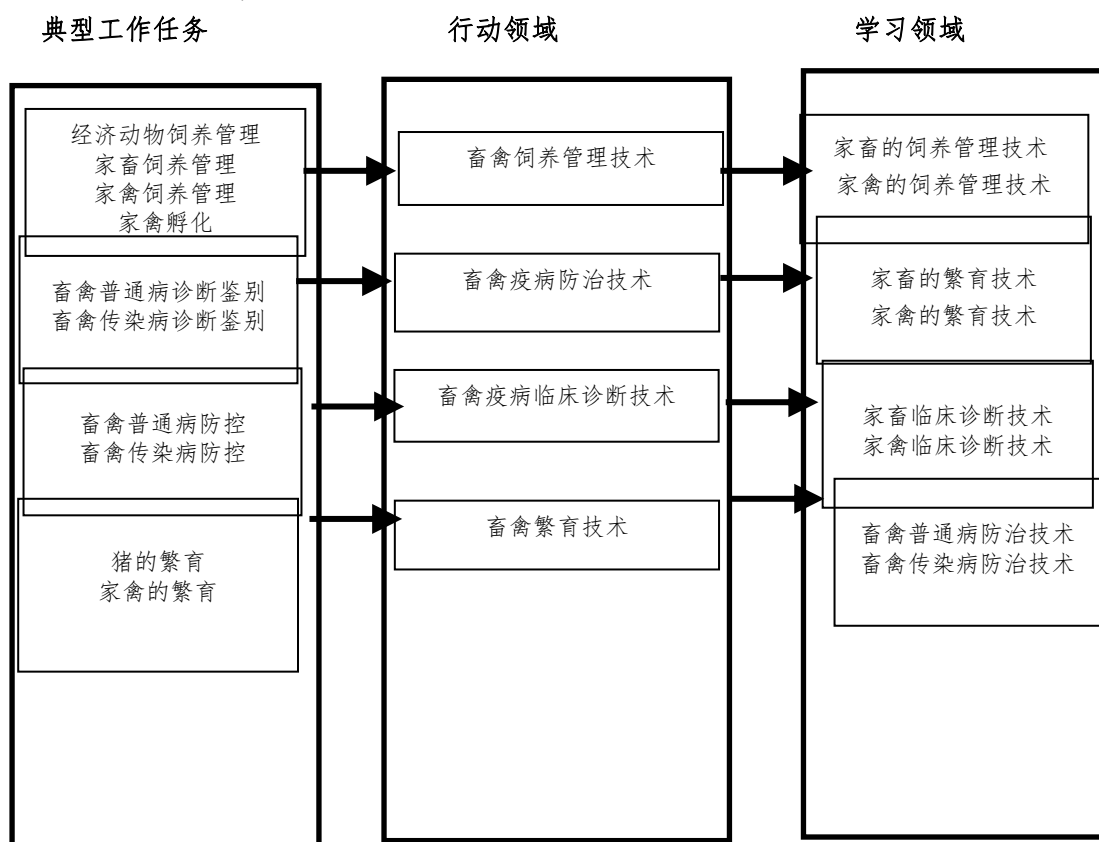 典型工作任务
行动领域
学习领域
经济动物饲养管理
家畜饲养管理
家禽饲养管理
家禽孵化
畜禽普通病诊断鉴别
畜禽传染病诊断鉴别
畜禽普通病防控
畜禽传染病防控
猪的繁育
家禽的繁育
畜禽饲养管理技术
畜禽疫病防治技术
畜禽疫病临床诊断技术
畜禽繁育技术
家畜的饲养管理技术
家禽的饲养管理技术
家畜的繁育技术
家禽的繁育技术
家畜临床诊断技术
家禽临床诊断技术
畜禽普通病防治技术
畜禽传染病防治技术